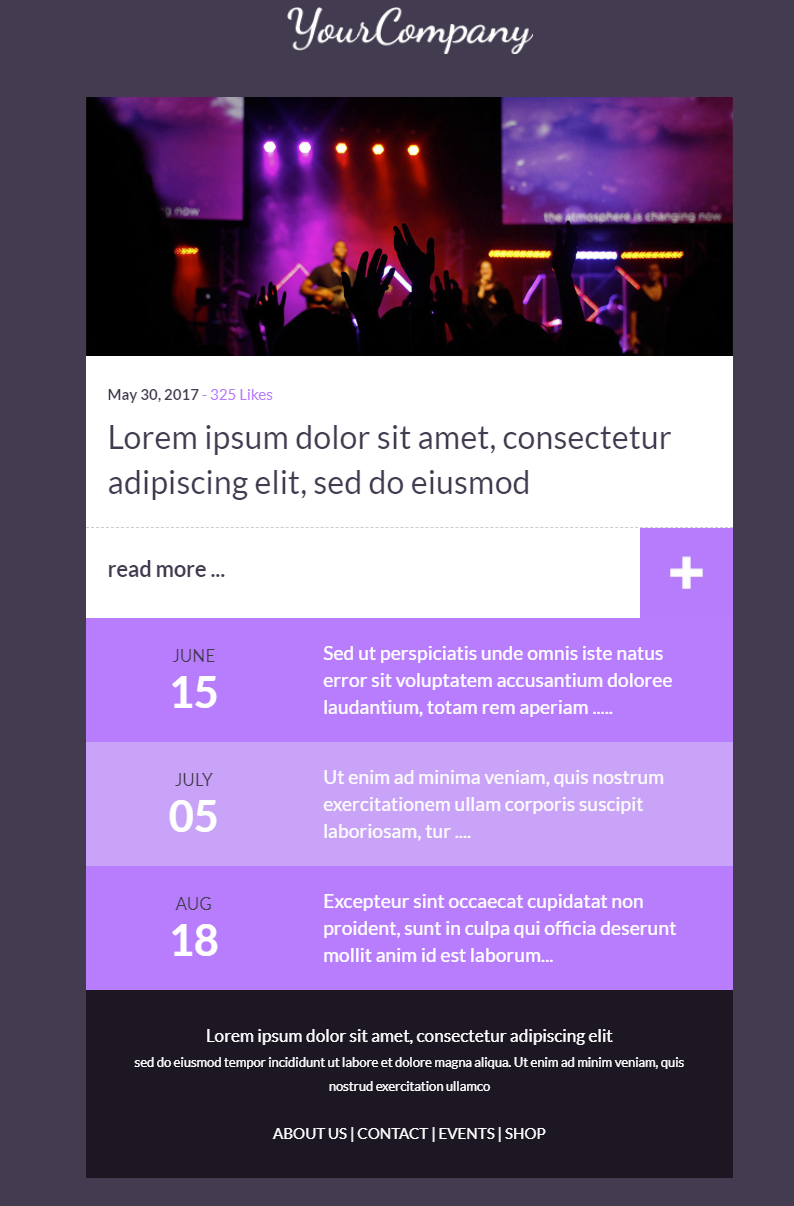 YourCompany
g now
the atmosphere is changing now
May 30, 2017 - 325 Likes
Lorem ipsum dolor sit amet, consectetur
adipiscing elit, sed do eiusmod
read more ...
JUNE
15
Sed ut perspiciatis unde omnis iste natus
error sit voluptatem accusantium doloree
laudantium, totam rem aperiam .....
JULY
05
Ut enim ad minima veniam, quis nostrum
exercitationem ullam corporis suscipit
laboriosam, tur ....
AUG
18
Excepteur sint occaecat cupidatat non
proident, sunt in culpa qui officia deserunt
mollit anim id est laborum...
Lorem ipsum dolor sit amet, consectetur adipiscing elit
sed do eiusmod tempor incididunt ut labore et dolore magna aliqua. Ut enim ad minim veniam, quis
nostrud exercitation ullamco
ABOUT US | CONTACT | EVENTS | SHOP